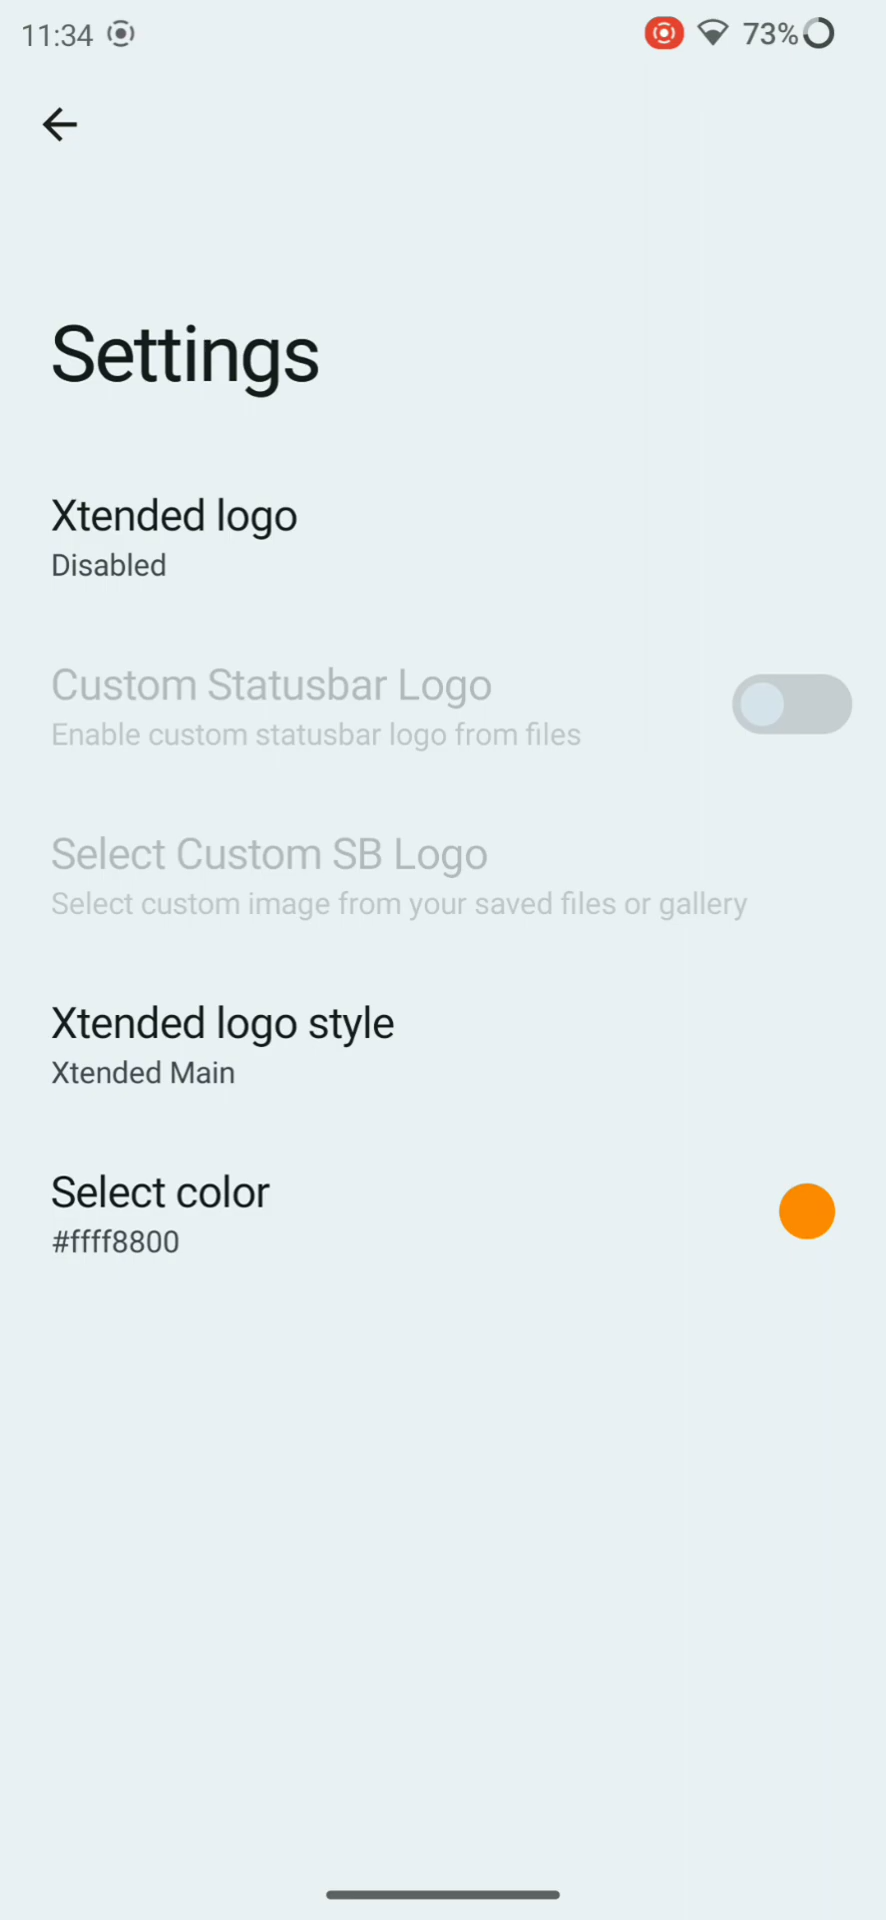 11:34
73%
Settings
Xtended logo
Disabled
Custom Statusbar Logo
Enable custom statusbar logo from files
Select Custom SB Logo
Select custom image from your saved files or gallery
Xtended logo style
Xtended Main
Select color
#ffff8800